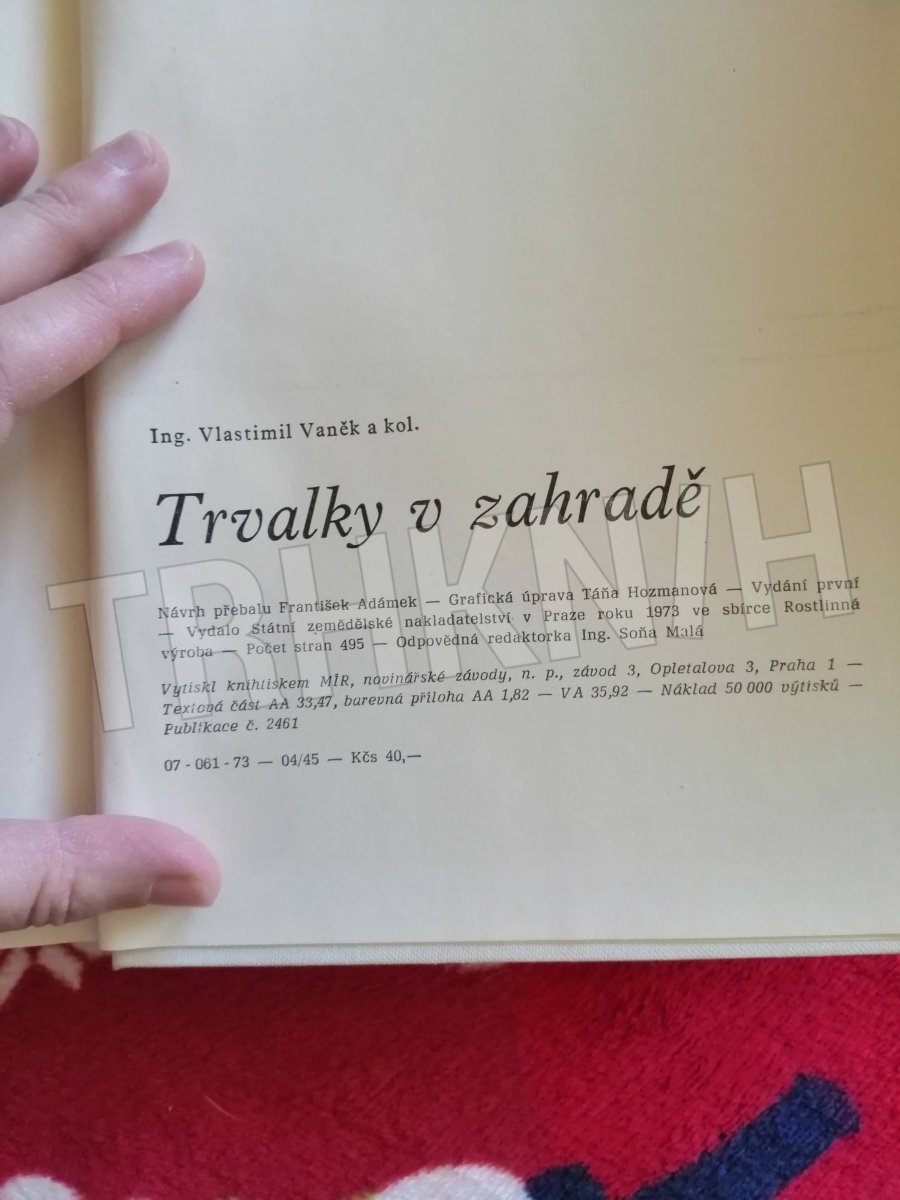 Ing. Vlastimil Vaněk a kol.
Trvalky v zahradě
Návrh přebalu František Adámek — Grafická úprava Táňa Hozmanová — Vydání první
— Vydalo Státní zemědělské nakladatelství v Praze roku 1973 ve sbírce Rostlinná
výroba — Počet stran 495 — Odpovědná redaktorka Ing. Soňa Malá
Vytiskl knihtiskem MÍR, novinářské závody, n. p., závod 3, Opletalova 3, Praha 1 —
Textová část AA 33,47, barevná příloha AA 1,82 — VA 35,92 — Náklad 50 000 výtisků —
Publikace č. 2461
07 - 061 - 73 — 04/45 — Kčs 40,—
TRHKNIH